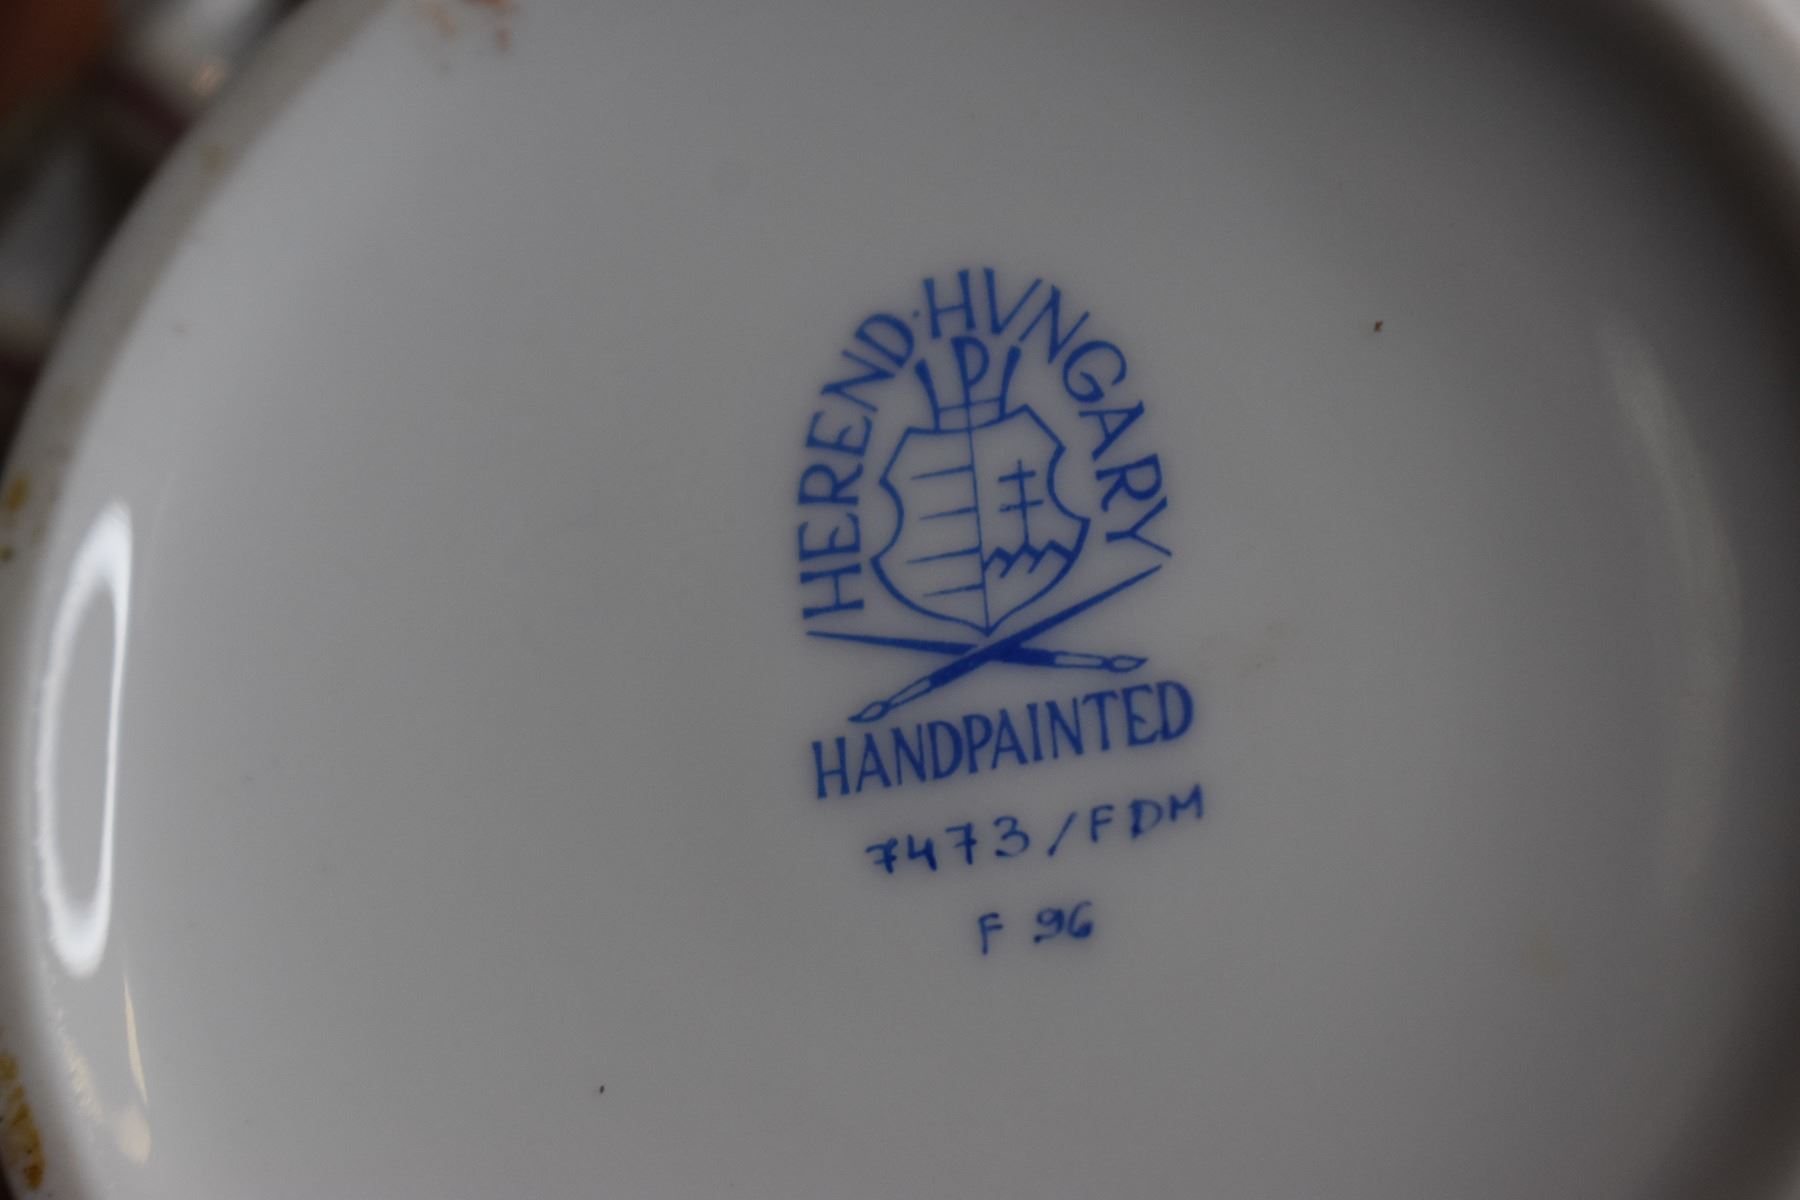 HEREND·HVNGARY
HANDPAINTED
7473/FDM
F 96